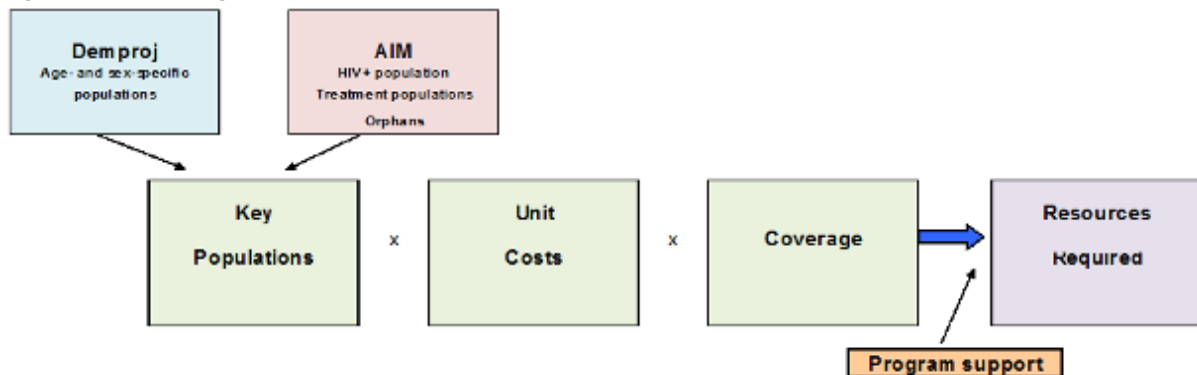 Demproj
Age- and sex-specific
populations
AIM
HIV+ population
Treatment populations
Orphans
Key
Populations
x
Unit
Costs
x
Coverage
Resources
Required
Program support